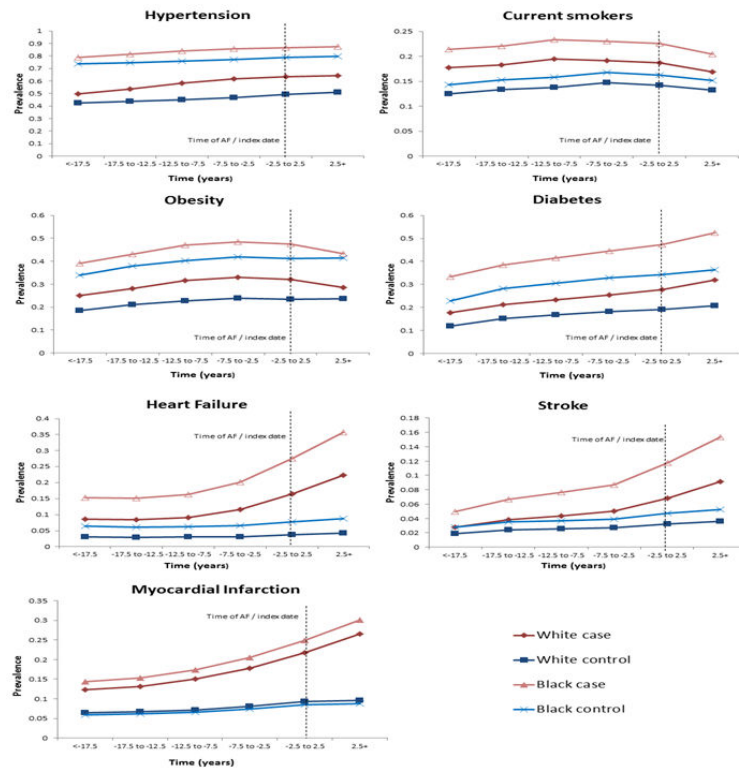 Hypertension
1
0.9
0.8
0.7
0.6
0.5
0.4
0.3
0.2
0.1
0
Prevalence
Time of AF / index date
<-17.5 -17.5 to -12.5 -12.5 to -7.5 -7.5 to -2.5 -2.5 to 2.5 2.5+
Time (years)
Current smokers
0.25
0.2
0.15
0.1
0.05
0
Prevalence
Time of AF / index date
<-17.5 -17.5 to -12.5 -12.5 to -7.5 -7.5 to -2.5 -2.5 to 2.5 2.5+
Time (years)
Obesity
0.6
0.5
0.4
0.3
0.2
0.1
0
Prevalence
Time of AF / index date
<-17.5 -17.5 to -12.5 -12.5 to -7.5 -7.5 to -2.5 -2.5 to 2.5 2.5+
Time (years)
Diabetes
0.6
0.5
0.4
0.3
0.2
0.1
0
Prevalence
Time of AF / index date
<-17.5 -17.5 to -12.5 -12.5 to -7.5 -7.5 to -2.5 -2.5 to 2.5 2.5+
Time (years)
Heart Failure
0.4
0.35
0.3
0.25
0.2
0.15
0.1
0.05
0
Prevalence
Time of AF / index date
<-17.5 -17.5 to -12.5 -12.5 to -7.5 -7.5 to -2.5 -2.5 to 2.5 2.5+
Time (years)
Stroke
0.18
0.16
0.14
0.12
0.1
0.08
0.06
0.04
0.02
0
Prevalence
Time of AF / index date
<-17.5 -17.5 to -12.5 -12.5 to -7.5 -7.5 to -2.5 -2.5 to 2.5 2.5+
Time (years)
Myocardial Infarction
0.35
0.3
0.25
0.2
0.15
0.1
0.05
0
Prevalence
Time of AF / index date
<-17.5 -17.5 to -12.5 -12.5 to -7.5 -7.5 to -2.5 -2.5 to 2.5 2.5+
Time (years)
White case
White control
Black case
Black control